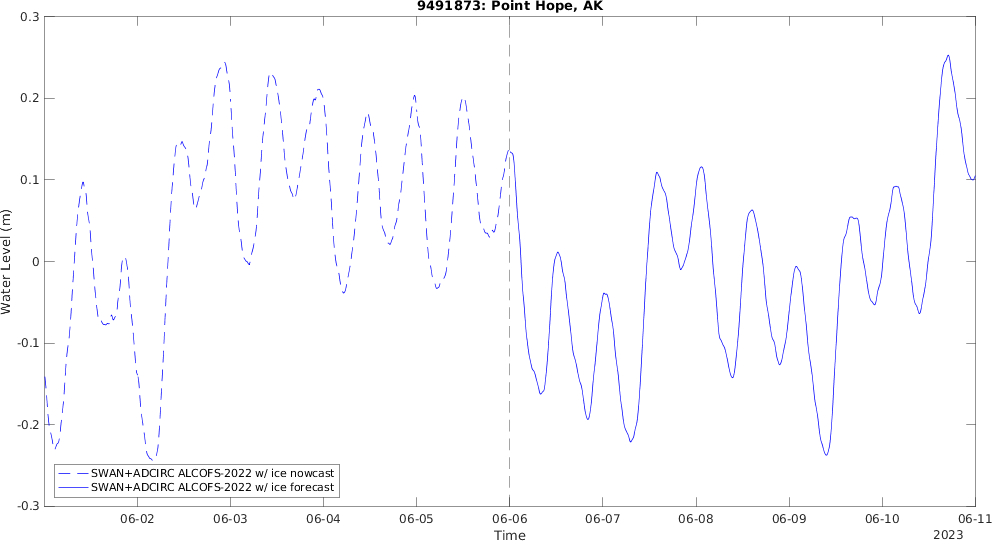 9491873: Point Hope, AK
0.3
0.2
0.1
0
-0.1
-0.2
-0.3
Water Level (m)
SWAN+ADCIRC ALCOFS-2022 w/ ice nowcast
SWAN+ADCIRC ALCOFS-2022 w/ ice forecast
06-02 06-03 06-04 06-05 06-06 06-07 06-08 06-09 06-10 06-11
Time
2023